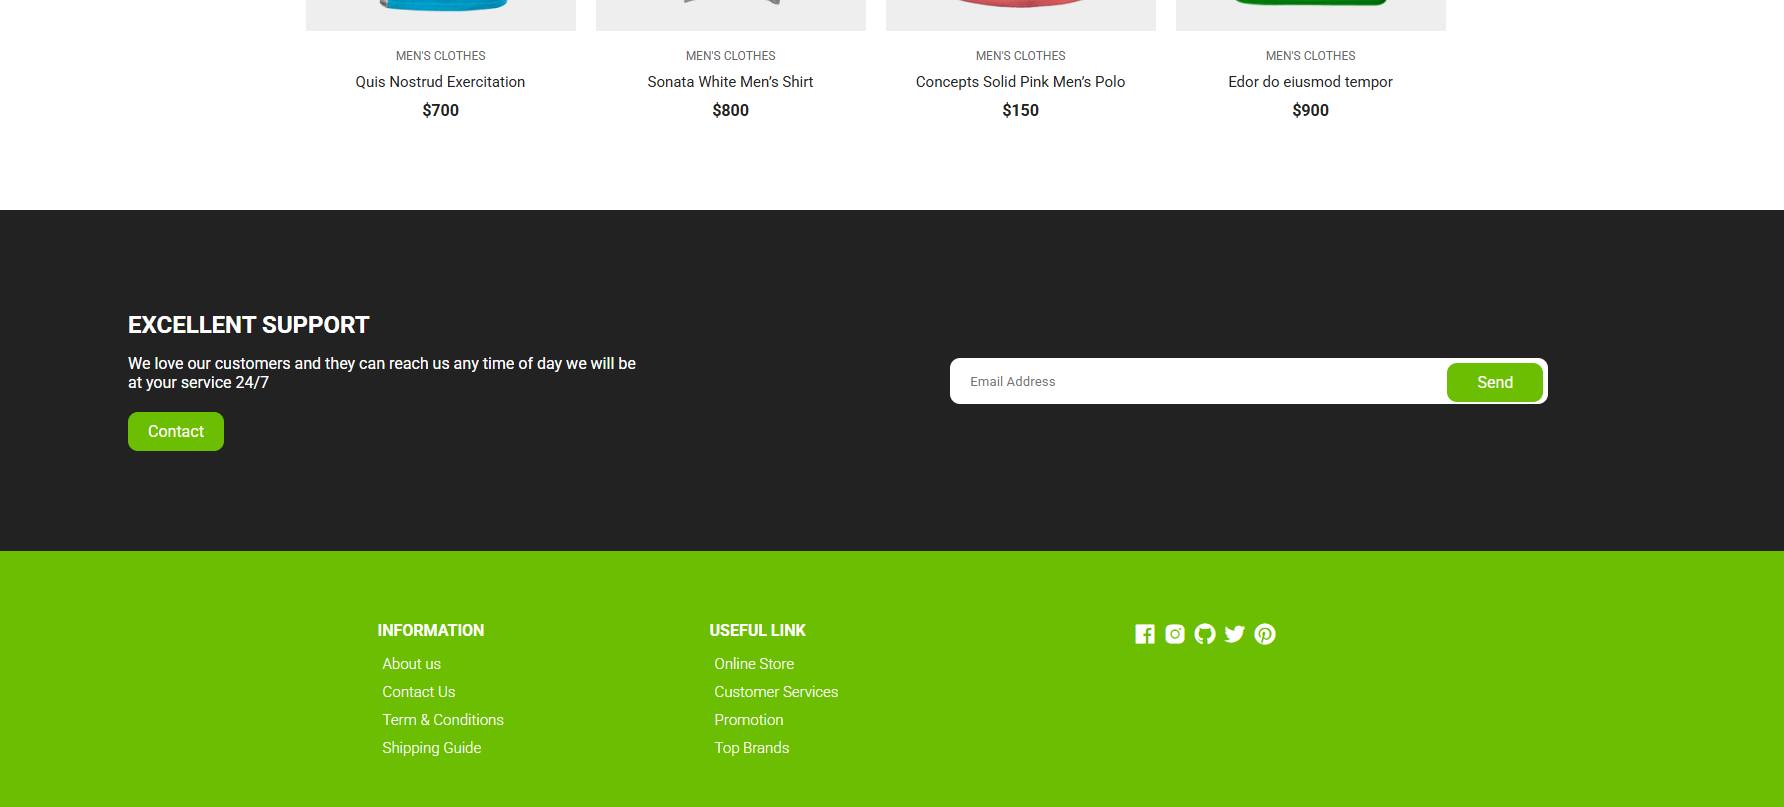 MEN'S CLOTHES
Quis Nostrud Exercitation
$700
MEN'S CLOTHES
Sonata White Men’s Shirt
$800
MEN'S CLOTHES
Concepts Solid Pink Men’s Polo
$150
MEN'S CLOTHES
Edor do eiusmod tempor
$900
EXCELLENT SUPPORT
We love our customers and they can reach us any time of day we will be
at your service 24/7
Contact
Email Address
Send
INFORMATION
About us
Contact Us
Term & Conditions
Shipping Guide
USEFUL LINK
Online Store
Customer Services
Promotion
Top Brands